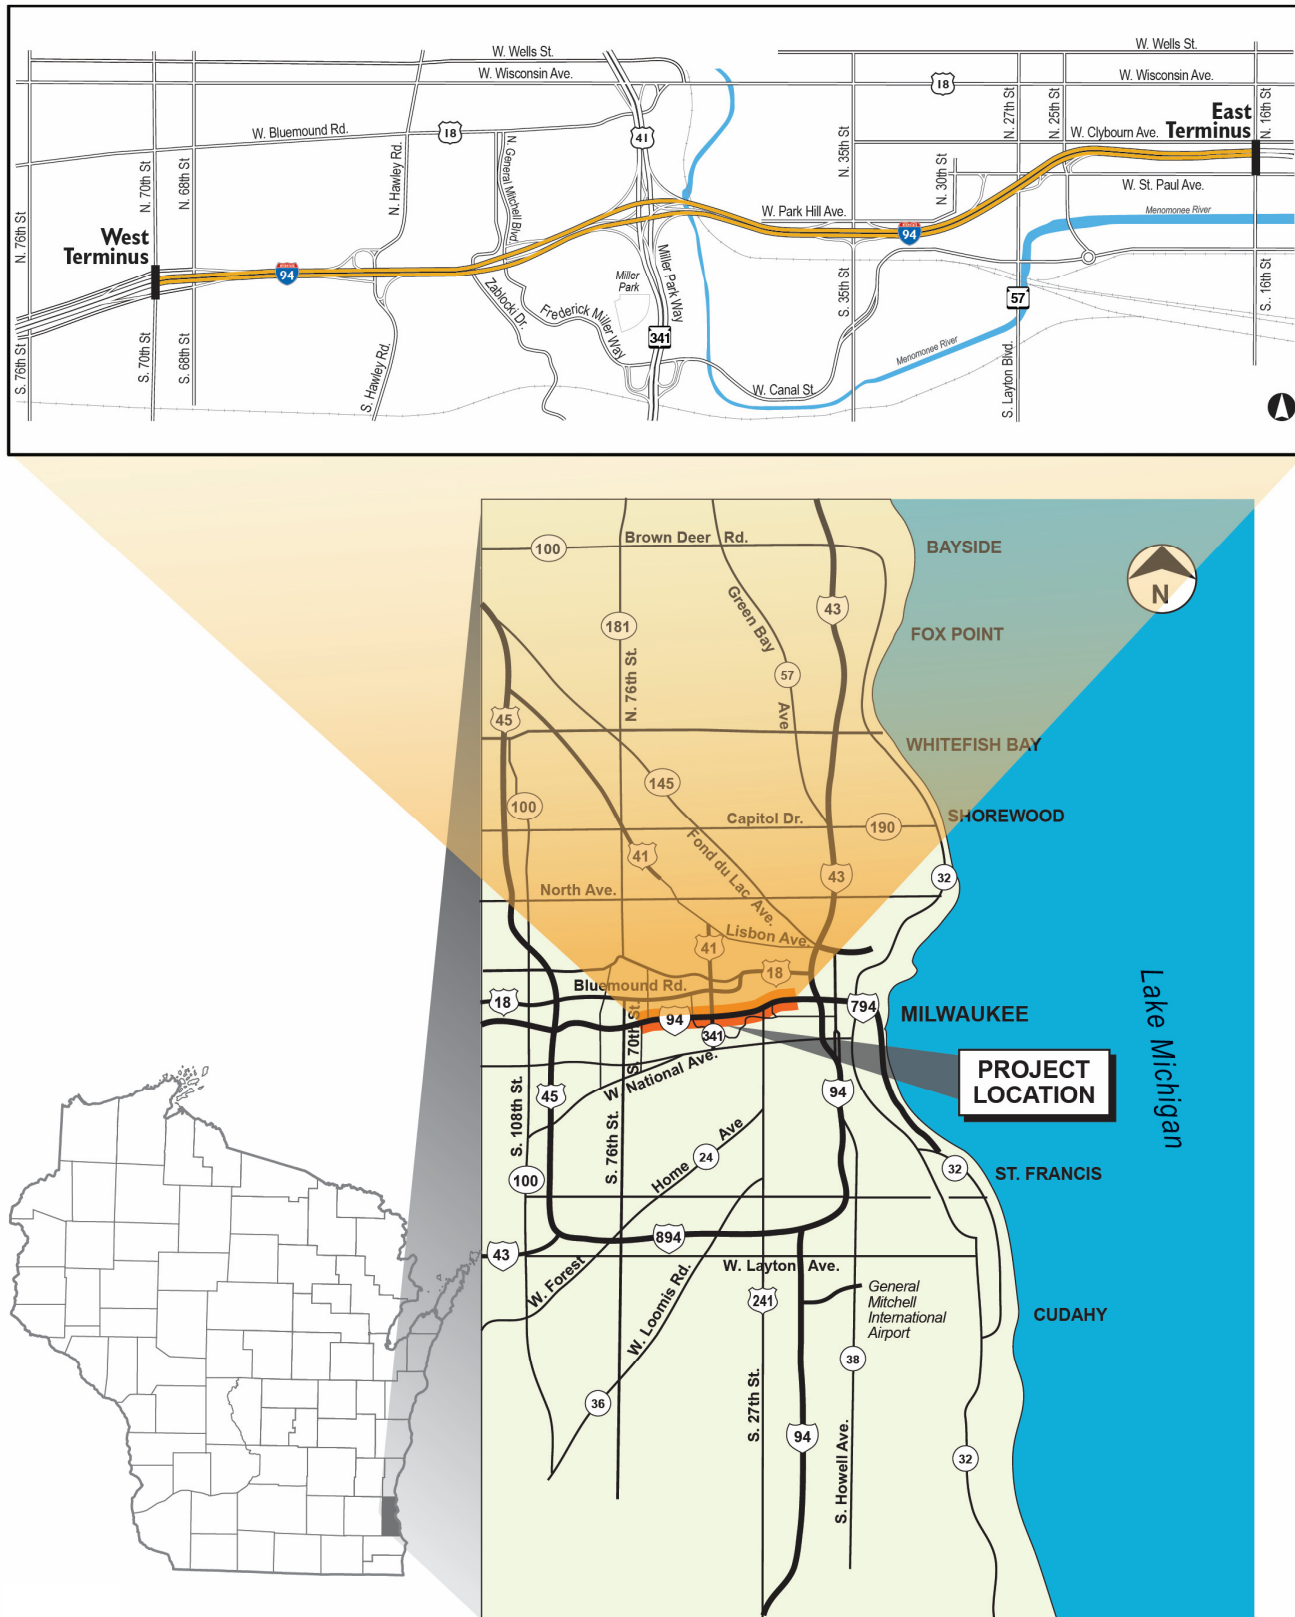 W. Wells St.
W. Wisconsin Ave.
W. Bluemound Rd.
18
41
N. 76th St
N. 70th St
N. 68th St
N. Hawley Rd.
N. General Mitchell Blvd
West
Terminus
94
S. 76th St
S. 70th St
S. 68th St
S. Hawley Rd.
Zablocki Dr.
Frederick Miller Way
Miller
Park
Miller Park Way
341
W. Canal St.
W. Wells St.
18
W. Wisconsin Ave.
N. 35th St
N. 30th St
N. 27th St
N. 25th St
W. Clybourn Ave.
East
Terminus
N. 16th St
W. St. Paul Ave.
W. Park Hill Ave.
94
Menomonee River
S. 35th St
57
S.. 16th St
Menomonee River
S. Layton Blvd.
100
Brown Deer Rd.
BAYSIDE
N
Green Bay
43
181
FOX POINT
57
N. 76th St.
45
Ave
WHITEFISH BAY
145
100
Capitol Dr.
190
SHOREWOOD
Fond du Lac Ave.
41
43
32
North Ave.
Lisbon Ave.
41
18
Bluemound Rd.
18
94
794
MILWAUKEE
Lake Michigan
S. 70th St.
341
W. National Ave.
PROJECT
LOCATION
45
94
S. 108th St.
S. 76th St.
Home Ave
24
32
ST. FRANCIS
100
894
43
W. Layton Ave.
W. Forest
W. Loomis Rd.
241
General
Mitchell
International
Airport
CUDAHY
38
36
S. 27th St.
94
S. Howell Ave.
32